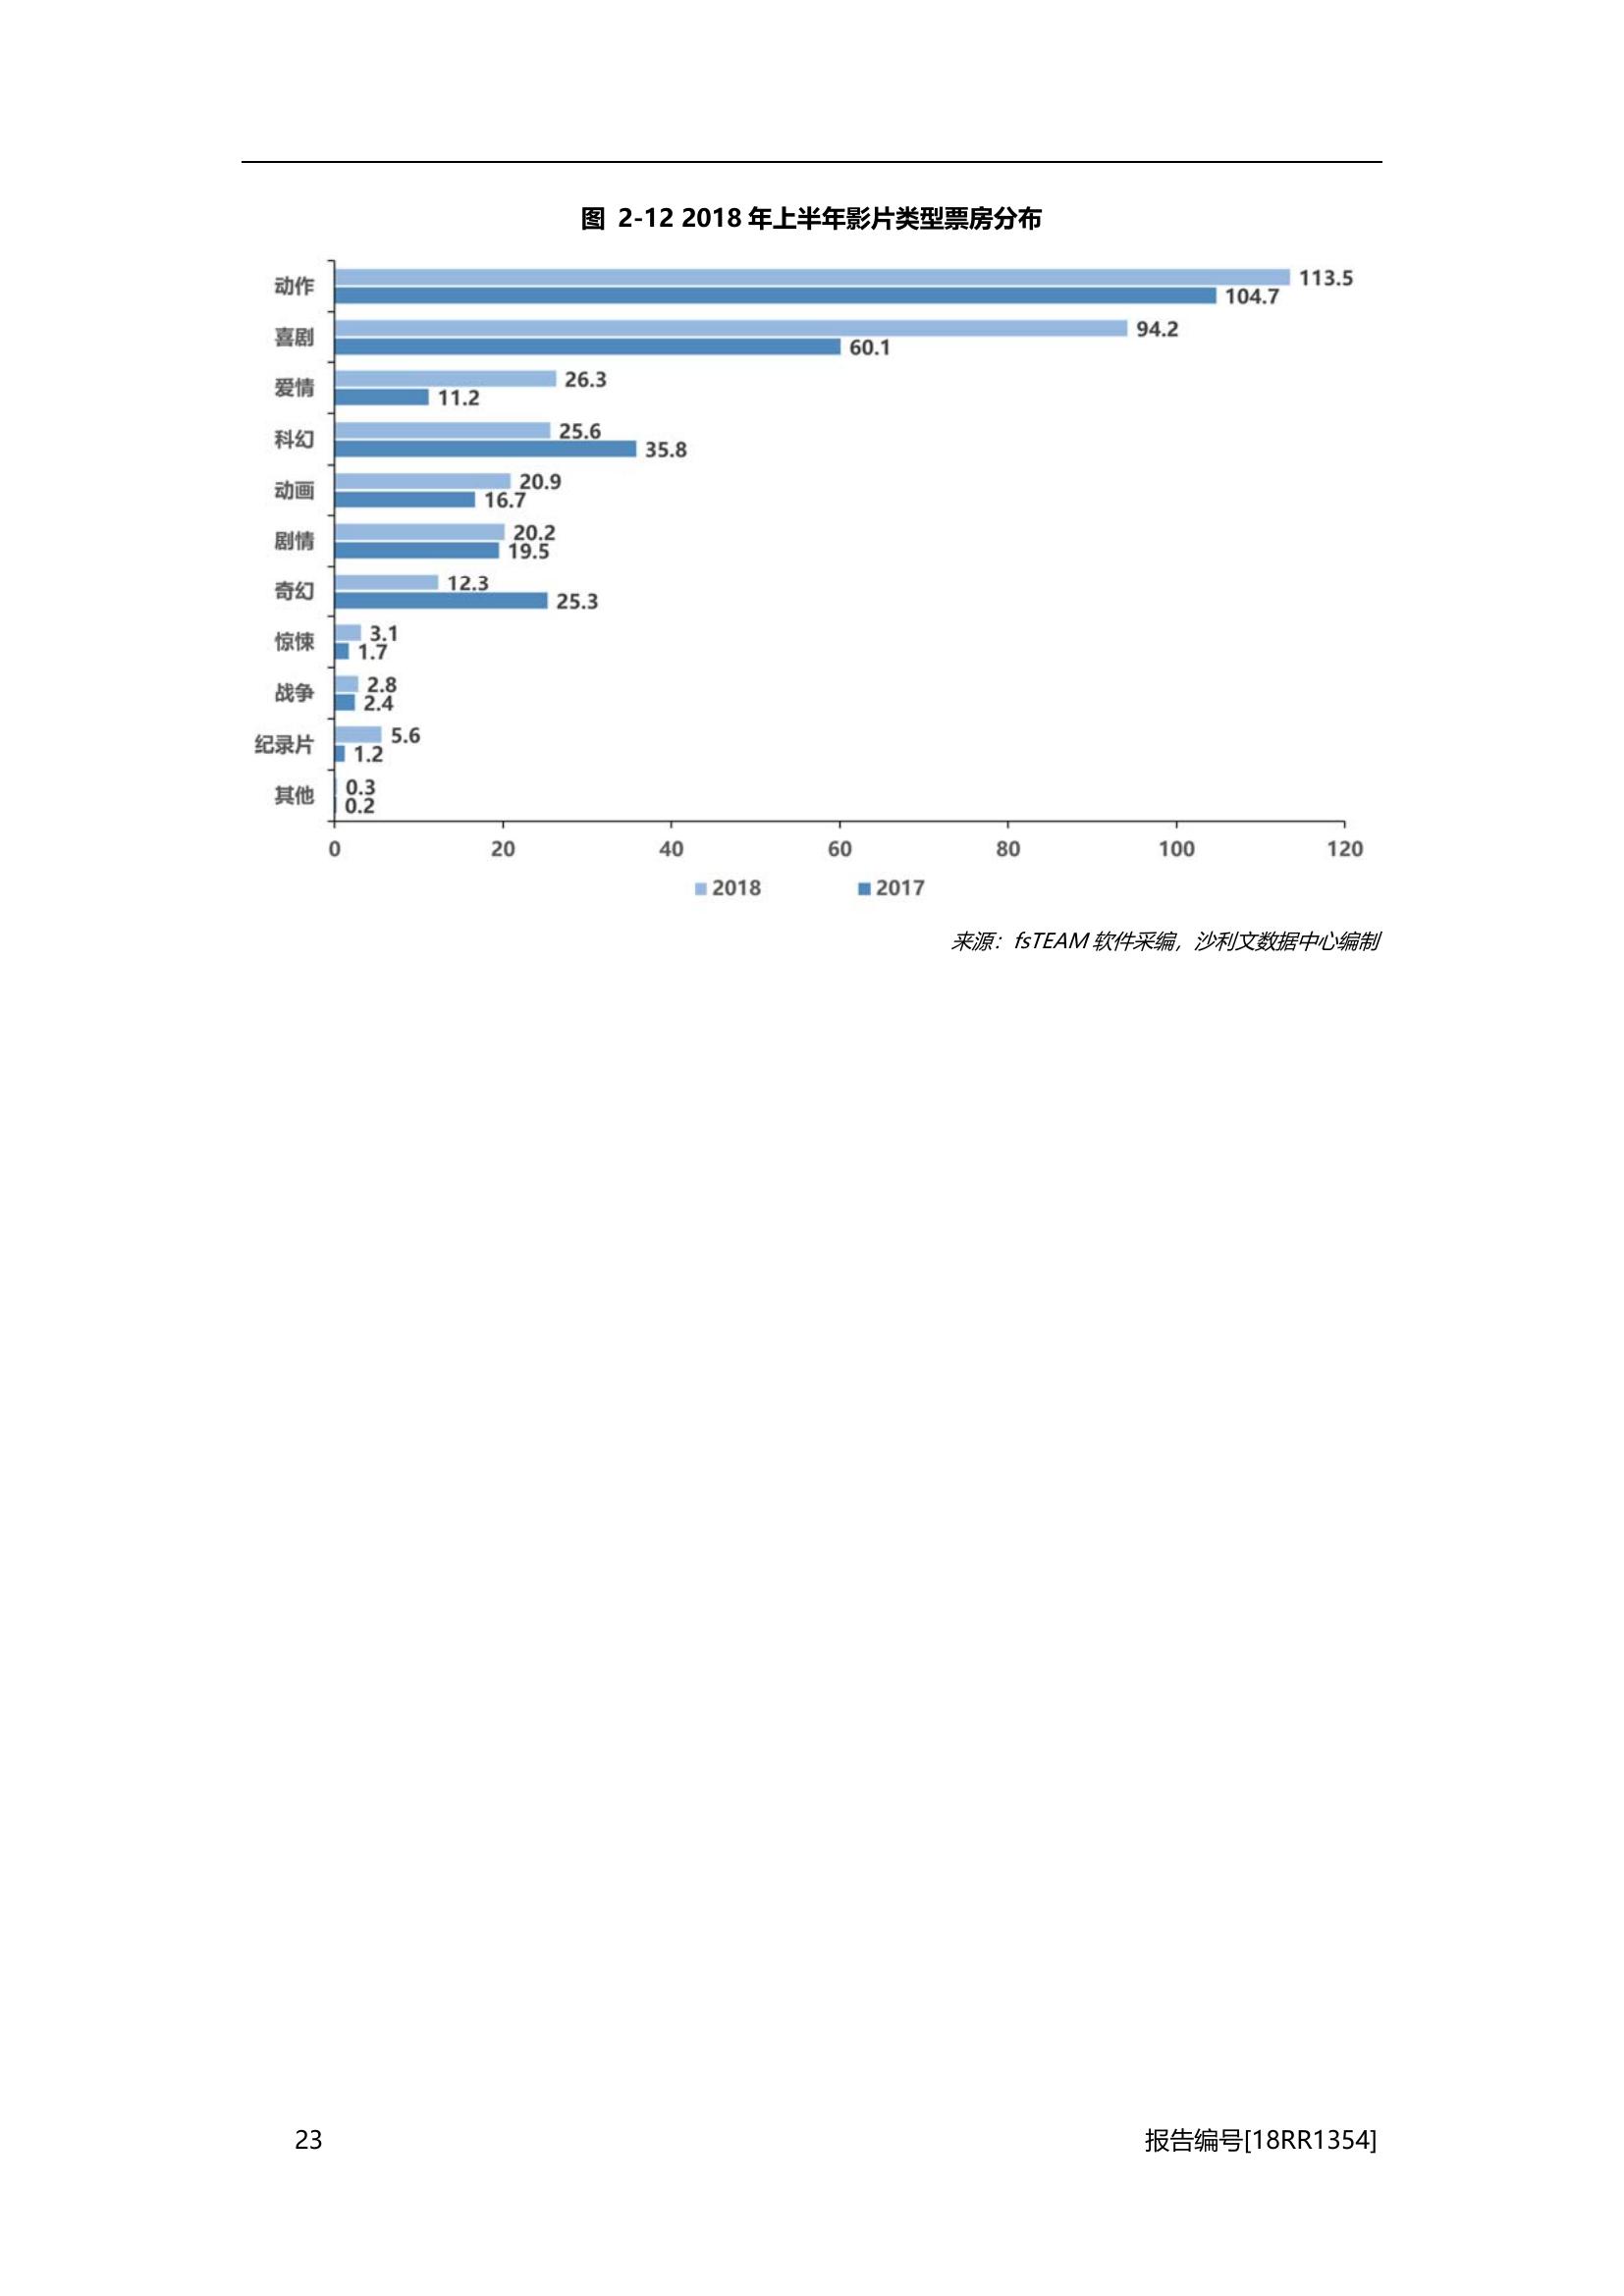 图 2-12 2018 年上半年影片类型票房分布
动作 113.5
104.7
喜剧 94.2
60.1
爱情 26.3
11.2
科幻 25.6
35.8
动画 20.9
16.7
剧情 20.2
19.5
奇幻 12.3
25.3
惊悚 3.1
1.7
战争 2.8
2.4
纪录片 5.6
1.2
其他 0.3
0.2
0 20 40 60 80 100 120
2018 2017
来源：fsTEAM 软件采编，沙利文数据中心编制
23 报告编号[18RR1354]